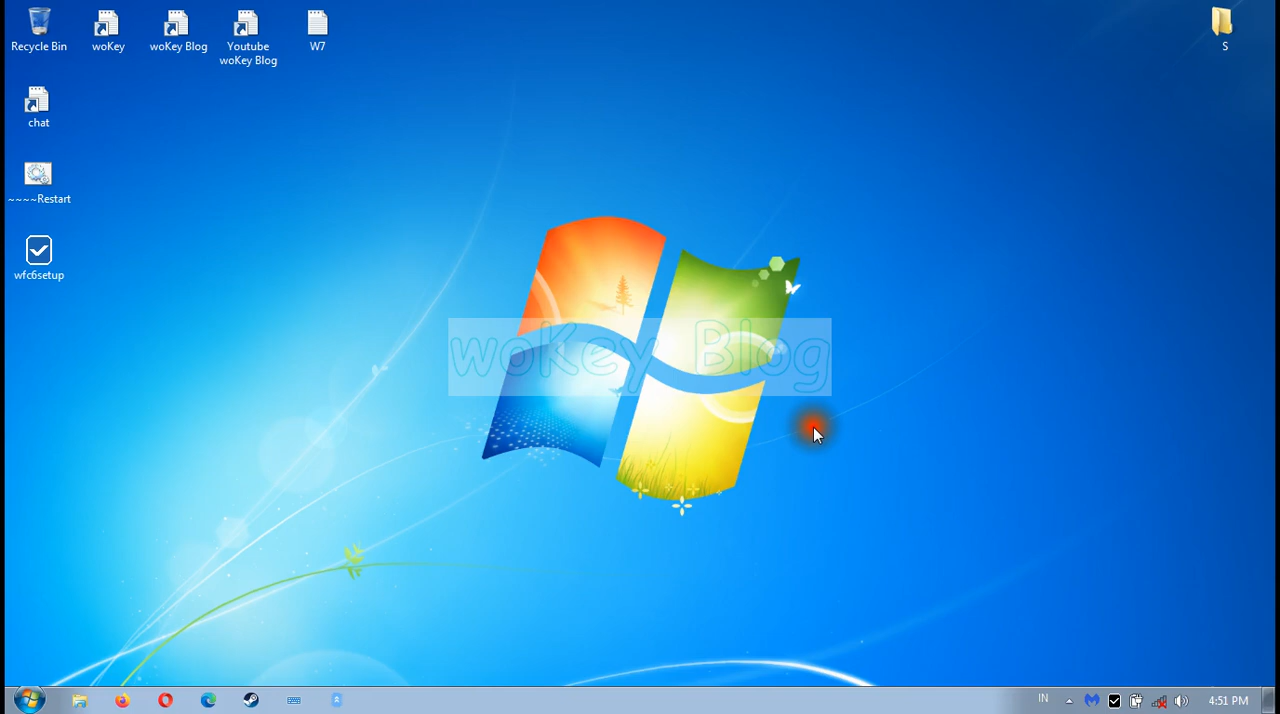 Recycle Bin
woKey
woKey Blog
Youtube
woKey Blog
W7
S
chat
~~~~Restart
wfc6setup
woKey Blog
IN
4:51 PM